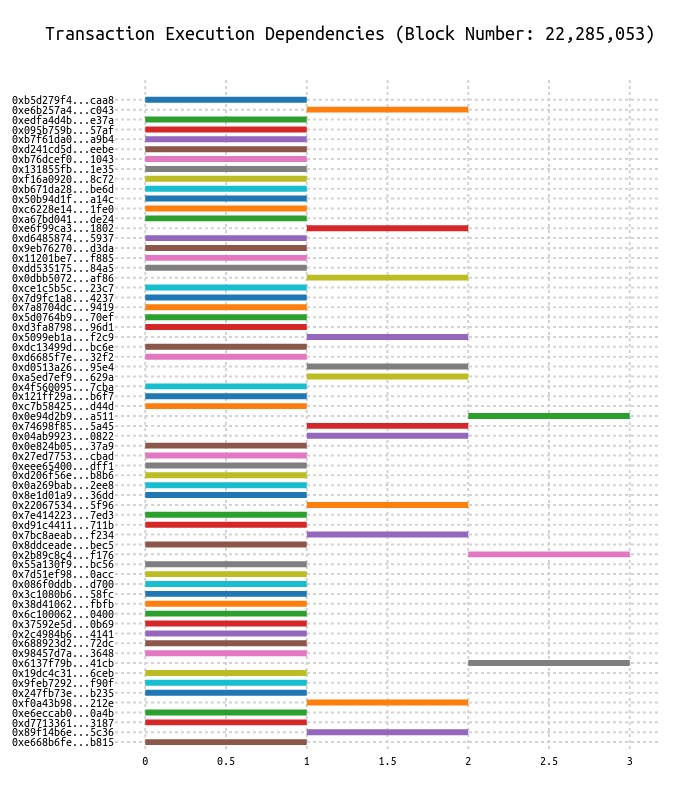 Transaction Execution Dependencies (Block Number: 22,285,053)
0xb5d279f4...caa8
0xe6b257a4...c043
0xedfa4d4b...e37a
0x095b759b...57af
0xb7f61da0...a9b4
0xd241cd5d...eebe
0xb76dcef0...1043
0x131855fb...1e35
0xf16a0920...8c72
0xb671da28...be6d
0x50b94d1f...a14c
0xc6228e14...1fe0
0xa67bd041...de24
0xe6f99ca3...1802
0xd6485874...5937
0x9eb76270...d3da
0x11201be7...f885
0xdd535175...84a5
0x0dbb5072...af86
0xce1c5b5c...23c7
0x7d9fc1a8...4237
0x7a8704dc...9419
0x5d0764b9...70ef
0xd3fa8798...96d1
0x5099eb1a...f2c9
0xdc13499d...bc6e
0xd6685f7e...32f2
0xd0513a26...95e4
0xa5ed7ef9...629a
0x4f560095...7cba
0x121ff29a...b6f7
0xc7b58425...d44d
0x0e94d2b9...a511
0x74698f85...5a45
0x04ab9923...0822
0x0e824b05...37a9
0x27ed7753...cbad
0xeee65400...dff1
0xd206f56e...b8b6
0x0a269bab...2ee8
0x8e1d01a9...36dd
0x22067534...5f96
0x7e414223...7ed3
0xd91c4411...711b
0x7bc8aeab...f234
0x8ddceade...bec5
0x2b89c8c4...f176
0x55a130f9...bc56
0x7d51ef98...0acc
0x086f0ddb...d700
0x3c1080b6...58fc
0x38d41062...fbfb
0x6c100062...0400
0x37592e5d...0b69
0x2c4984b6...4141
0x688923d2...72dc
0x98457d7a...3648
0x6137f79b...41cb
0x19dc4c31...6ceb
0x9feb7292...f90f
0x247fb73e...b235
0xf0a43b98...212e
0xe6eccab0...0a4b
0xd7713361...3187
0x89f14b6e...5c36
0xe668b6fe...b815
0 0.5 1 1.5 2 2.5 3